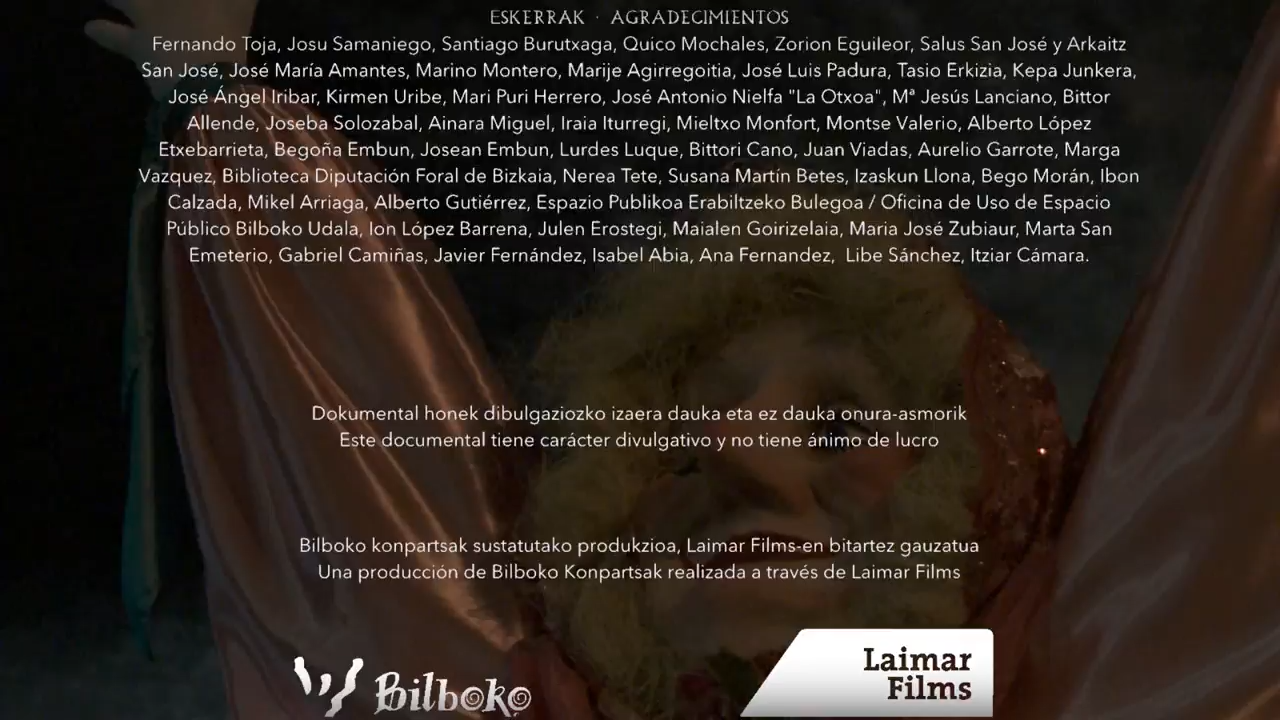 ESKERRAK · AGRADECIMIENTOS
Fernando Toja, Josu Samaniego, Santiago Burutxaga, Quico Mochales, Zorion Eguileor, Salus San José y Arkaitz
San José, José María Amantes, Marino Montero, Marije Agirregoitia, José Luis Padura, Tasio Erkizia, Kepa Junkera,
José Ángel Iribar, Kirmen Uribe, Mari Puri Herrero, José Antonio Nielfa "La Otxoa", Mª Jesús Lanciano, Bittor
Allende, Joseba Solozabal, Ainara Miguel, Iraia Iturregi, Mieltxo Monfort, Montse Valerio, Alberto López
Etxebarrieta, Begoña Embun, Josean Embun, Lurdes Luque, Bittori Cano, Juan Viadas, Aurelio Garrote, Marga
Vazquez, Biblioteca Diputación Foral de Bizkaia, Nerea Tete, Susana Martín Betes, Izaskun Llona, Bego Morán, Ibon
Calzada, Mikel Arriaga, Alberto Gutiérrez, Espazio Publikoa Erabiltzeko Bulegoa / Oficina de Uso de Espacio
Público Bilboko Udala, Ion López Barrena, Julen Erostegi, Maialen Goirizelaia, Maria José Zubiaur, Marta San
Emeterio, Gabriel Camiñas, Javier Fernández, Isabel Abia, Ana Fernandez, Libe Sánchez, Itziar Cámara.
Dokumental honek dibulgaziozko izaera dauka eta ez dauka onura-asmorik
Este documental tiene carácter divulgativo y no tiene ánimo de lucro
Bilboko konpartsak sustatutako produkzioa, Laimar Films-en bitartez gauzatua
Una producción de Bilboko Konpartsak realizada a través de Laimar Films
Bilboko
Laimar
Films